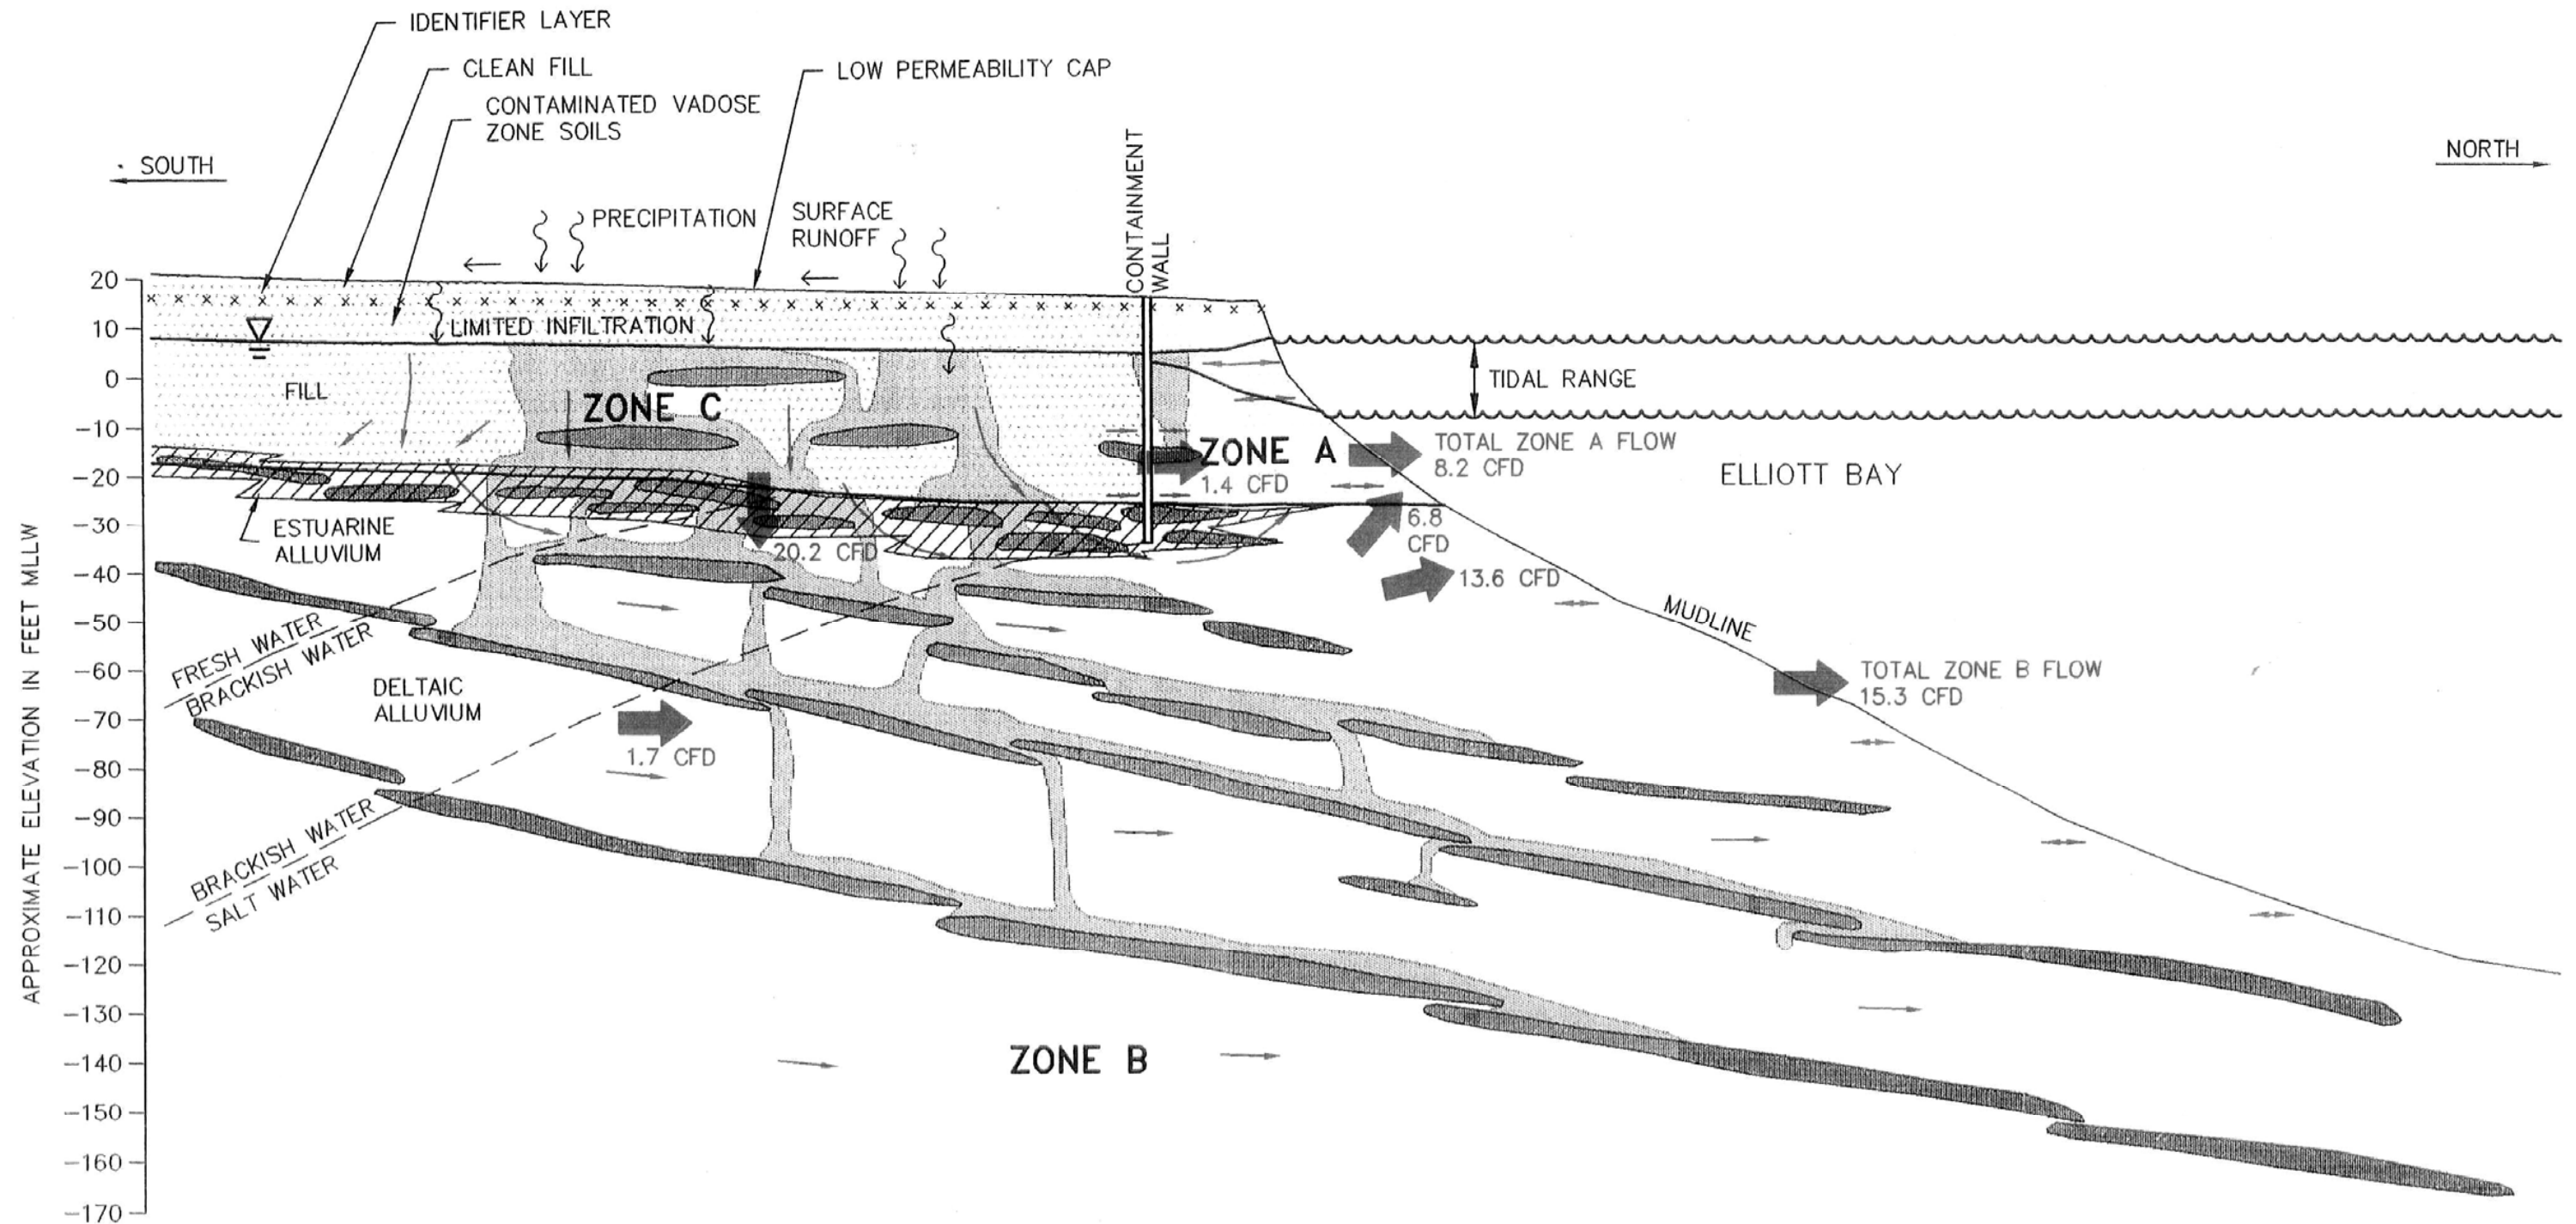 IDENTIFIER LAYER
CLEAN FILL
LOW PERMEABILITY CAP
CONTAMINATED VADOSE
ZONE SOILS
SOUTH
NORTH
CONTAINMENT
WALL
PRECIPITATION
SURFACE
RUNOFF
LIMITED INFILTRATION
FILL
ZONE C
TIDAL RANGE
ZONE A
1.4 CFD
TOTAL ZONE A FLOW
8.2 CFD
ELLIOTT BAY
ESTUARINE
ALLUVIUM
20.2 CFD
6.8
CFD
13.6 CFD
MUDLINE
FRESH WATER
BRACKISH WATER
DELTAIC
ALLUVIUM
1.7 CFD
TOTAL ZONE B FLOW
15.3 CFD
BRACKISH WATER
SALT WATER
ZONE B
APPROXIMATE ELEVATION IN FEET MLLW
20
10
0
-10
-20
-30
-40
-50
-60
-70
-80
-90
-100
-110
-120
-130
-140
-150
-160
-170